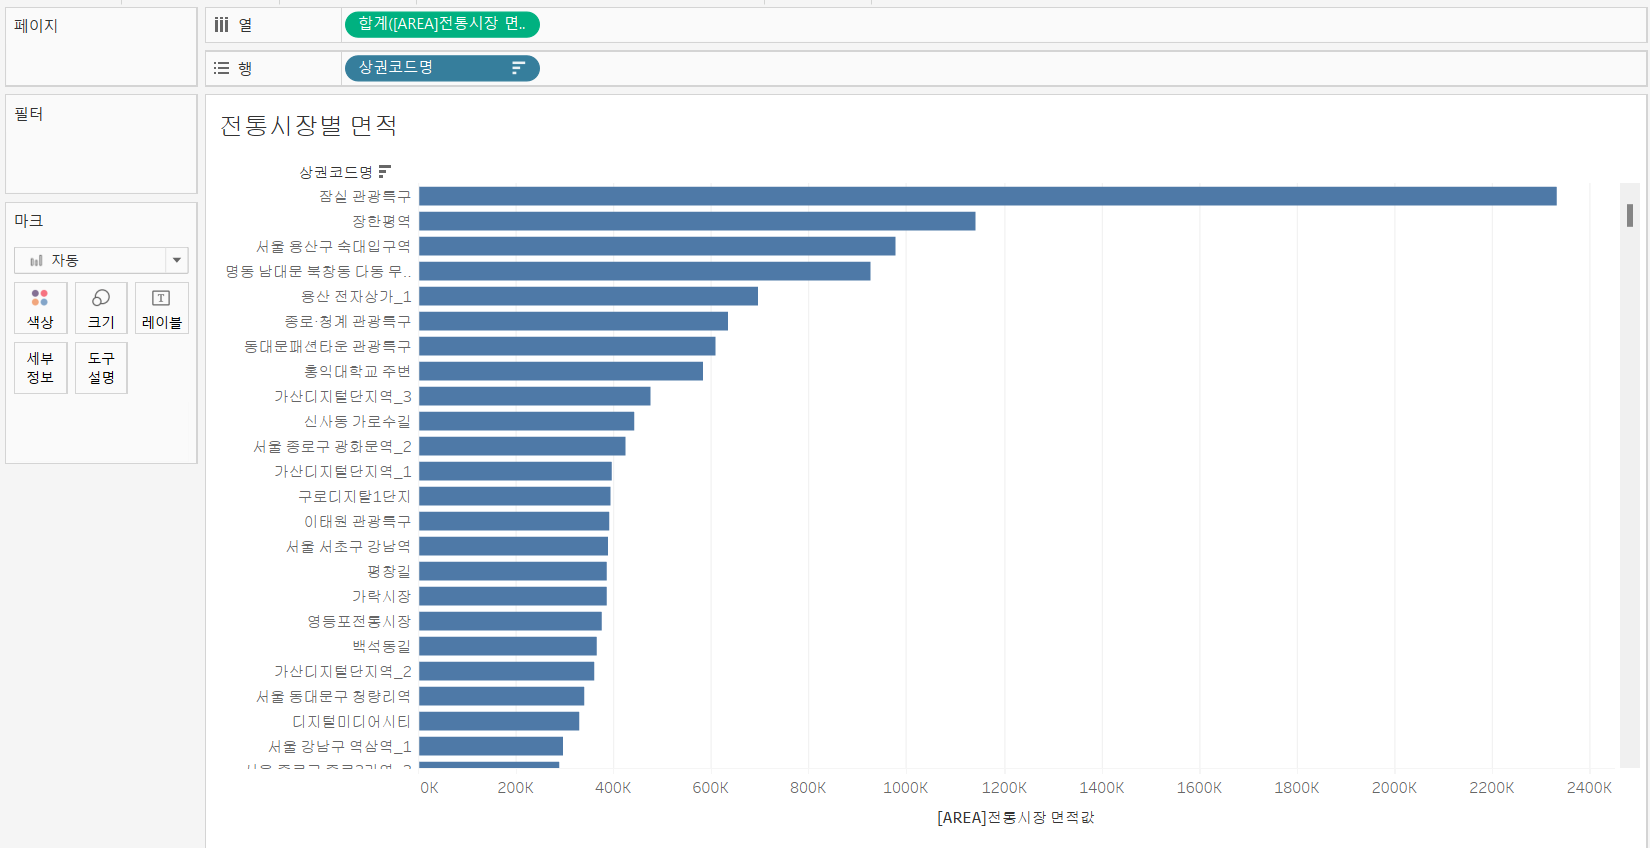 페이지
열
합계([AREA]전통시장 면..
행
상권코드명
필터
마크
자동
색상
크기
레이블
세부
정보
도구
설명
전통시장별 면적
상권코드명
잠실 관광특구
장한평역
서울 용산구 숙대입구역
명동 남대문 북창동 다동 무..
용산 전자상가_1
종로·청계 관광특구
동대문패션타운 관광특구
홍익대학교 주변
가산디지털단지역_3
신사동 가로수길
서울 종로구 광화문역_2
가산디지털단지역_1
구로디지탈1단지
이태원 관광특구
서울 서초구 강남역
평창길
가락시장
영등포전통시장
백석동길
가산디지털단지역_2
서울 동대문구 청량리역
디지털미디어시티
서울 강남구 역삼역_1
0K
200K
400K
600K
800K
1000K
1200K
1400K
1600K
1800K
2000K
2200K
2400K
[AREA]전통시장 면적값